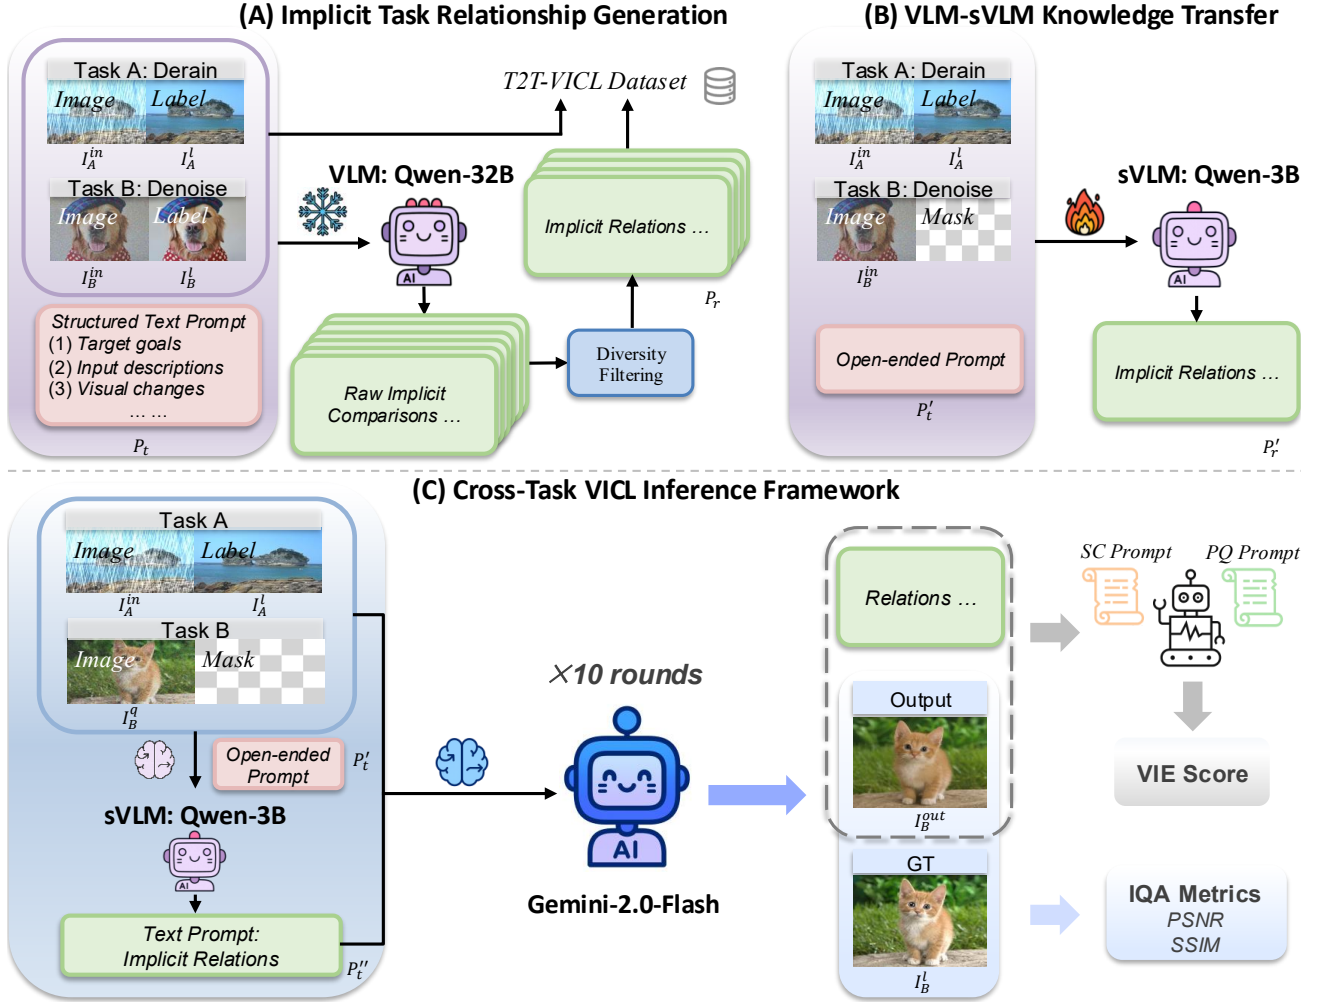 (A) Implicit Task Relationship Generation
Task A: Derain
Image
Label
I_A^{in}
I_A^l
Task B: Denoise
Image
Label
I_B^{in}
I_B^l
Structured Text Prompt
(1) Target goals
(2) Input descriptions
(3) Visual changes
... ...
P_t
VLM: Qwen-32B
AI
Raw Implicit
Comparisons ...
Diversity
Filtering
Implicit Relations ...
P_r
T2T-VICL Dataset
(B) VLM-sVLM Knowledge Transfer
Task A: Derain
Image
Label
I_A^{in}
I_A^l
Task B: Denoise
Image
Mask
I_B^{in}
Open-ended Prompt
P_t'
sVLM: Qwen-3B
AI
Implicit Relations ...
P_r'
(C) Cross-Task VICL Inference Framework
Task A
Image
Label
I_A^{in}
I_A^l
Task B
Image
Mask
I_B^q
Open-ended
Prompt
P_t'
sVLM: Qwen-3B
AI
Text Prompt:
Implicit Relations
P_t''
×10 rounds
AI
Gemini-2.0-Flash
Relations ...
Output
I_B^{out}
GT
I_B^l
SC Prompt
PQ Prompt
VIE Score
IQA Metrics
PSNR
SSIM